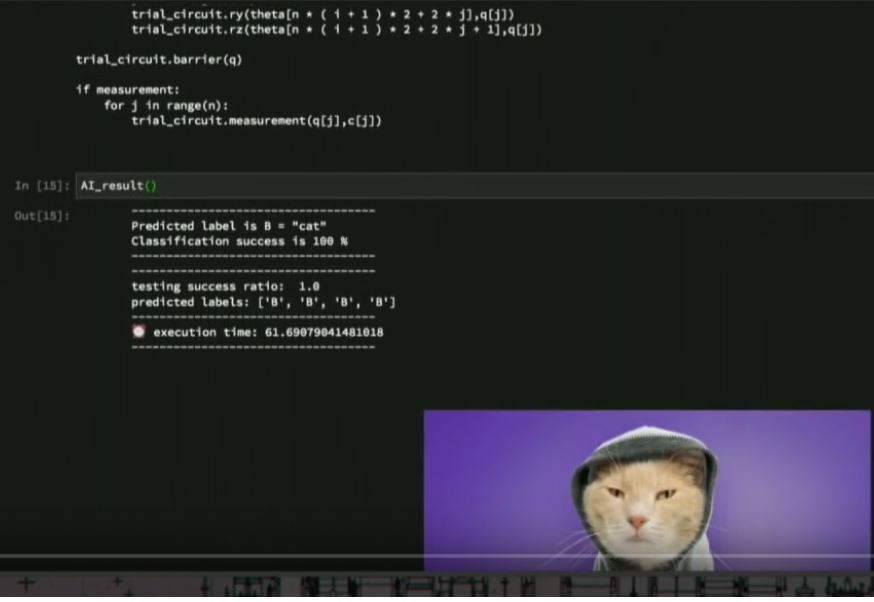 trial_circuit.ry(theta[n * ( i + 1 ) * 2 + 2 * j],q[j])
trial_circuit.rz(theta[n * ( i + 1 ) * 2 + 2 * j + 1],q[j])
trial_circuit.barrier(q)
if measurement:
for j in range(n):
trial_circuit.measurement(q[j],c[j])
In [15]: AI_result()
Out[15]:
-----------------------------------
Predicted label is B = "cat"
Classification success is 100 %
-----------------------------------
-----------------------------------
testing success ratio:  1.0
predicted labels: ['B', 'B', 'B', 'B']
-----------------------------------
⏰ execution time: 61.69079041481018
-----------------------------------